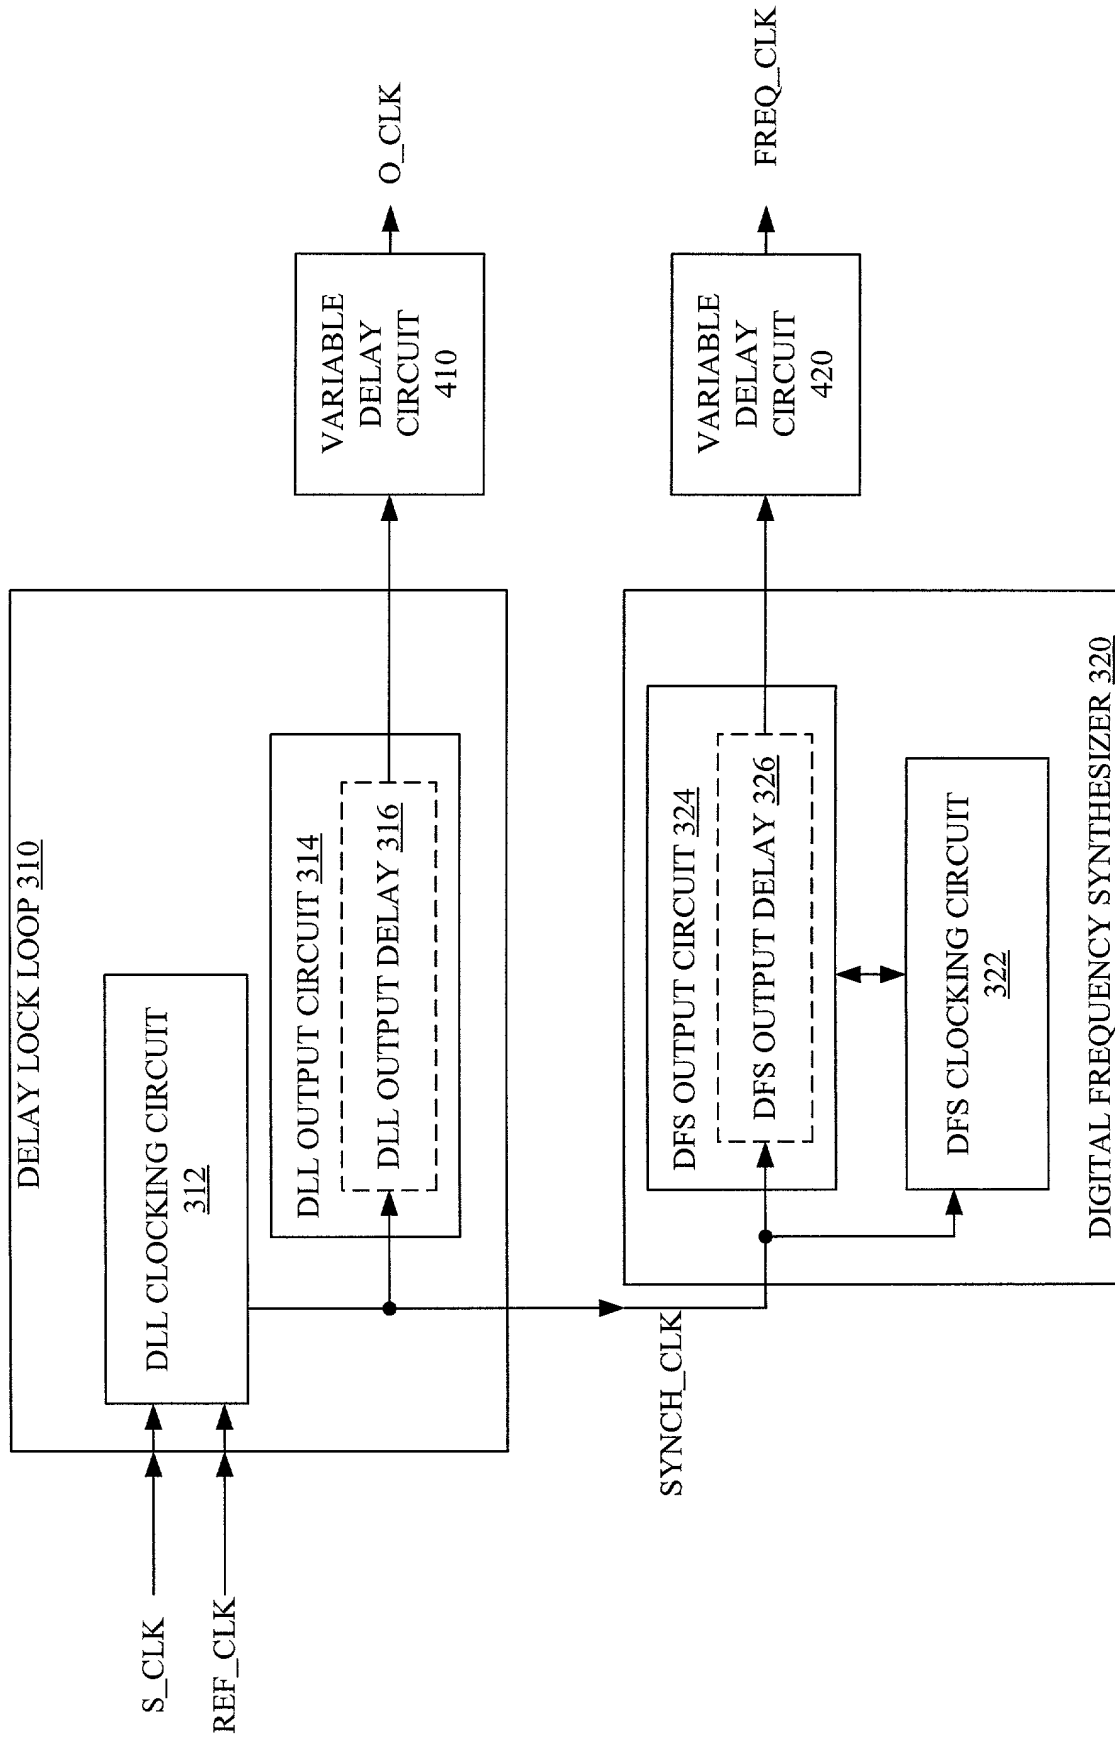 DELAY LOCK LOOP 310
S_CLK
REF_CLK
DLL CLOCKING CIRCUIT
312
DLL OUTPUT CIRCUIT 314
DLL OUTPUT DELAY 316
VARIABLE
DELAY
CIRCUIT
410
O_CLK
SYNCH_CLK
DFS OUTPUT CIRCUIT 324
DFS OUTPUT DELAY 326
VARIABLE
DELAY
CIRCUIT
420
FREQ_CLK
DFS CLOCKING CIRCUIT
322
DIGITAL FREQUENCY SYNTHESIZER 320